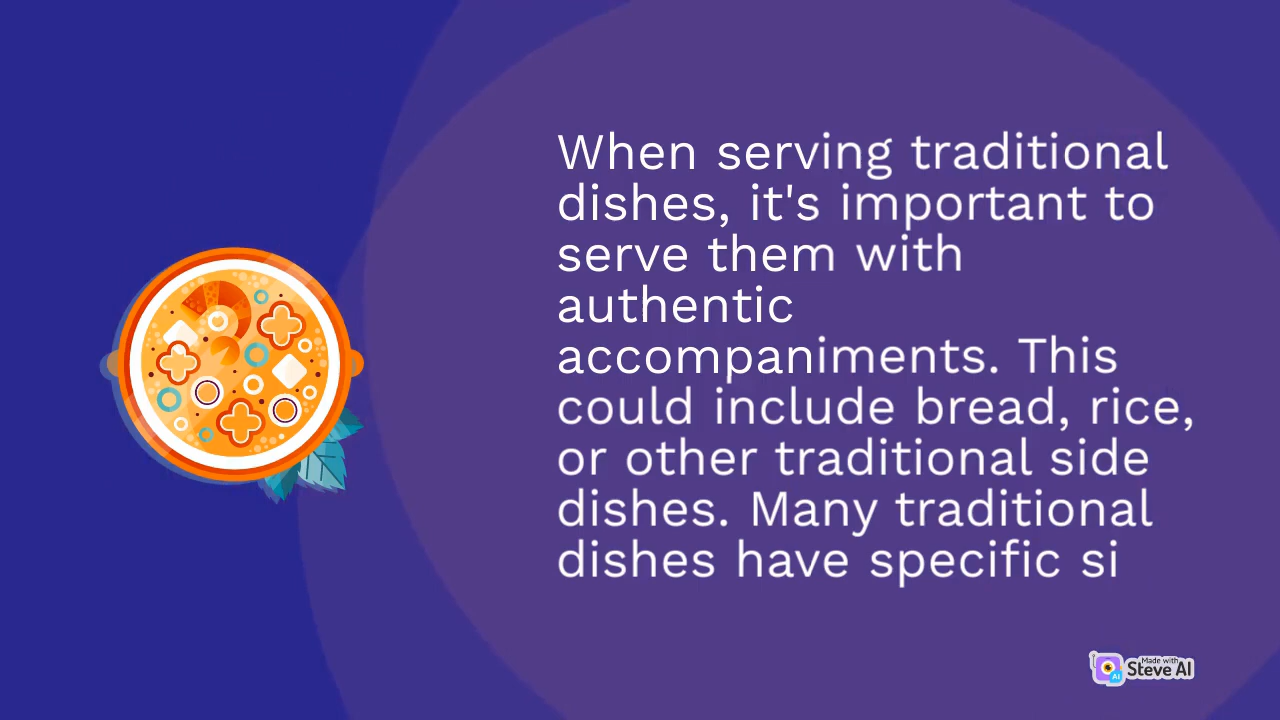 When serving traditional
dishes, it's important to
serve them with
authentic
accompaniments. This
could include bread, rice,
or other traditional side
dishes. Many traditional
dishes have specific si
Made with
Steve AI
AI